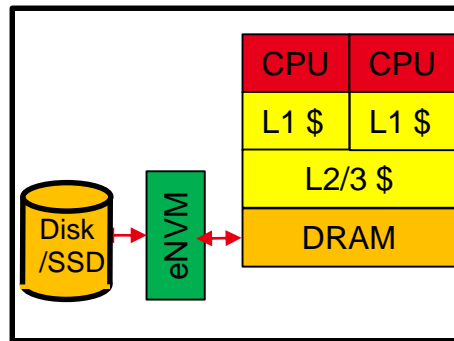 CPU CPU
L1 $ L1 $
L2/3 $
Disk
/SSD
eNVM
DRAM